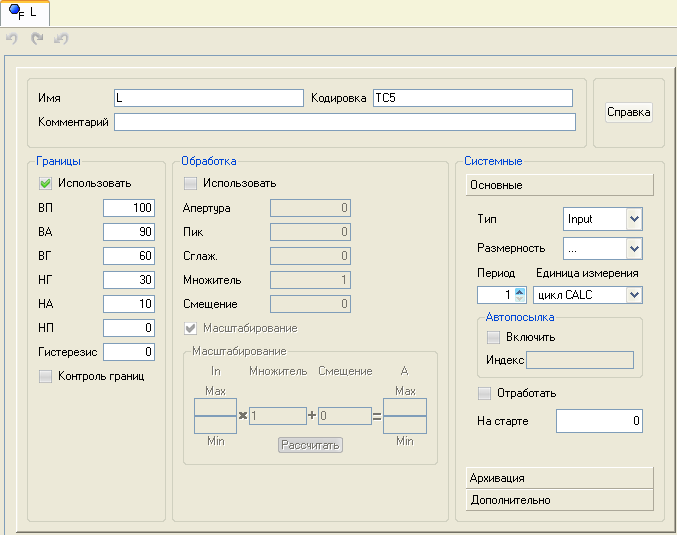 F L
Имя L Кодировка TC5
Комментарий
Справка
Границы
Использовать
ВП 100
ВА 90
ВГ 60
НГ 30
НА 10
НП 0
Гистерезис 0
Контроль границ
Обработка
Использовать
Апертура 0
Пик 0
Сглаж. 0
Множитель 1
Смещение 0
Масштабирование
Масштабирование
In Множитель Смещение A
Max Max
× 1 + 0 =
Min Min
Рассчитать
Системные
Основные
Тип Input
Размерность ...
Период Единица измерения
1 цикл CALC
Автопосылка
Включить
Индекс
Отработать
На старте 0
Архивация
Дополнительно